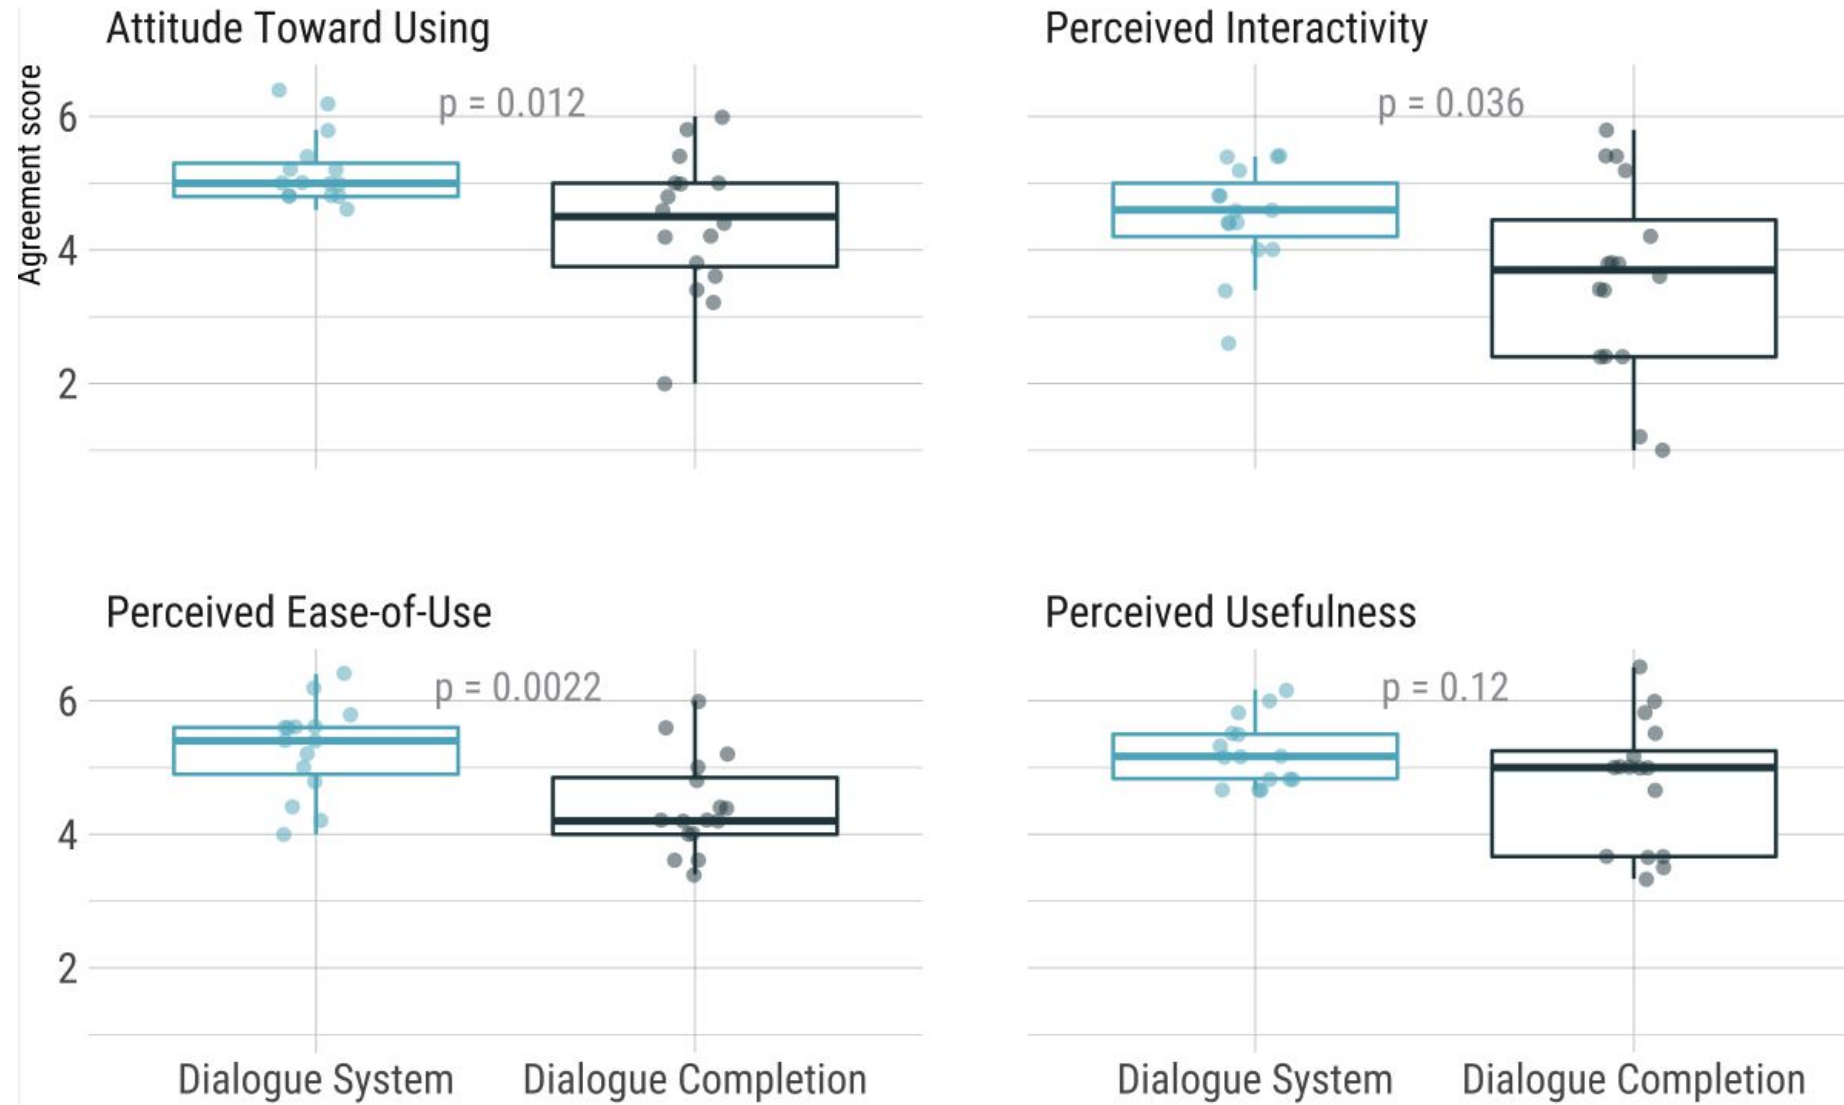 Attitude Toward Using
Perceived Interactivity
Agreement score
6
4
2
p = 0.012
p = 0.036
Perceived Ease-of-Use
Perceived Usefulness
6
4
2
p = 0.0022
p = 0.12
Dialogue System
Dialogue Completion
Dialogue System
Dialogue Completion